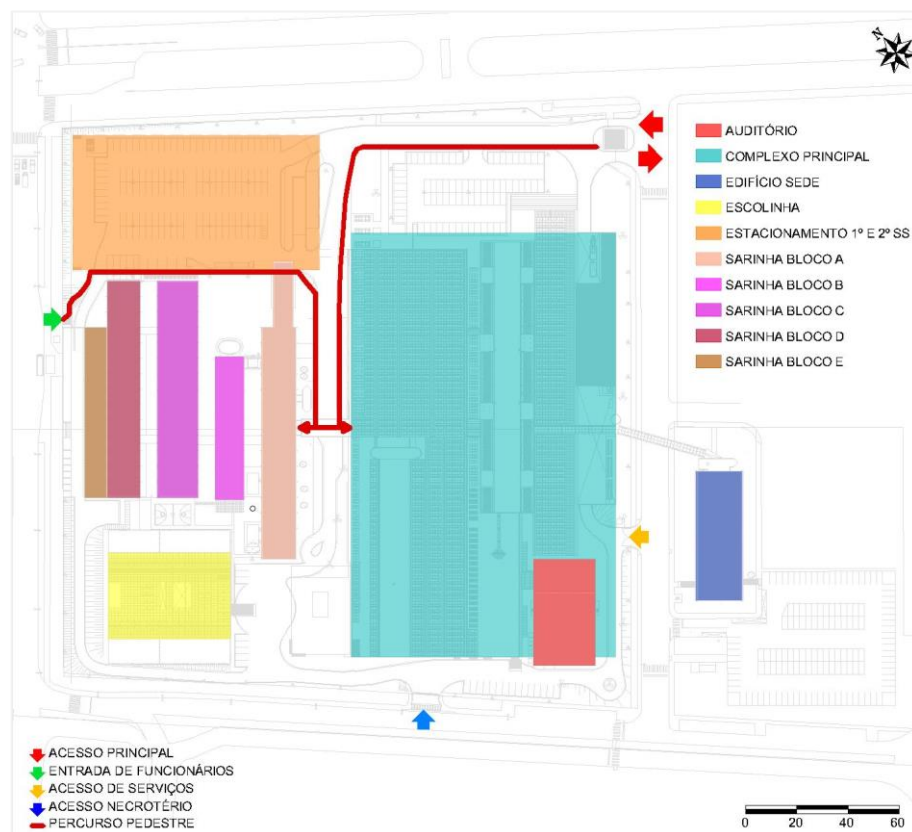 N
AUDITÓRIO
COMPLEXO PRINCIPAL
EDIFÍCIO SEDE
ESCOLINHA
ESTACIONAMENTO 1º E 2º SS
SARINHA BLOCO A
SARINHA BLOCO B
SARINHA BLOCO C
SARINHA BLOCO D
SARINHA BLOCO E
ACESSO PRINCIPAL
ENTRADA DE FUNCIONÁRIOS
ACESSO DE SERVIÇOS
ACESSO NECROTÉRIO
PERCURSO PEDESTRE
0 20 40 60